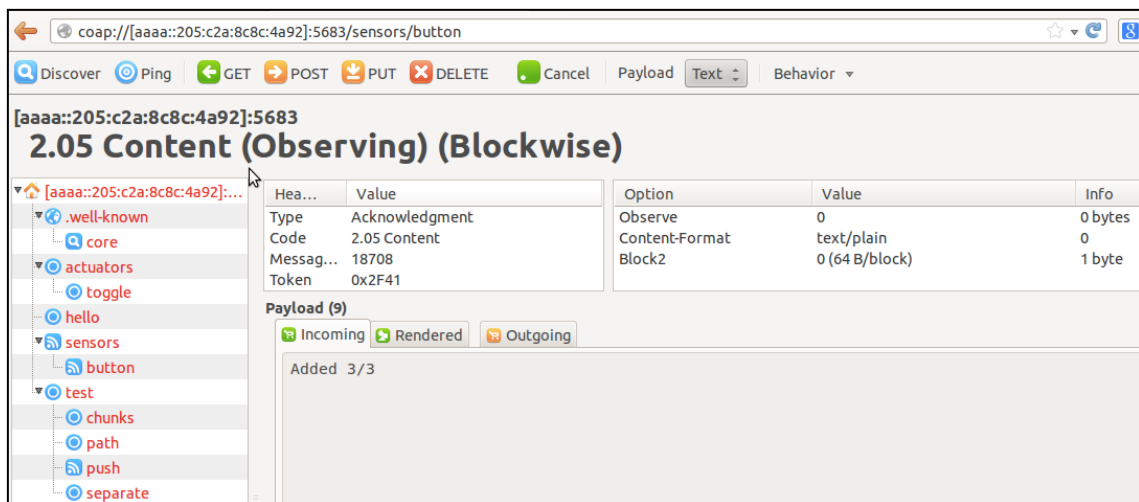 coap://[aaaa::205:c2a:8c8c:4a92]:5683/sensors/button
8
Discover Ping GET POST PUT DELETE Cancel Payload Text Behavior
[aaaa::205:c2a:8c8c:4a92]:5683
2.05 Content (Observing) (Blockwise)
[aaaa::205:c2a:8c8c:4a92]:...
.well-known
core
actuators
toggle
hello
sensors
button
test
chunks
path
push
separate
Hea... Value
Type Acknowledgment
Code 2.05 Content
Messag... 18708
Token 0x2F41
Option Value Info
Observe 0 0 bytes
Content-Format text/plain 0
Block2 0 (64 B/block) 1 byte
Payload (9)
Incoming Rendered Outgoing
Added 3/3